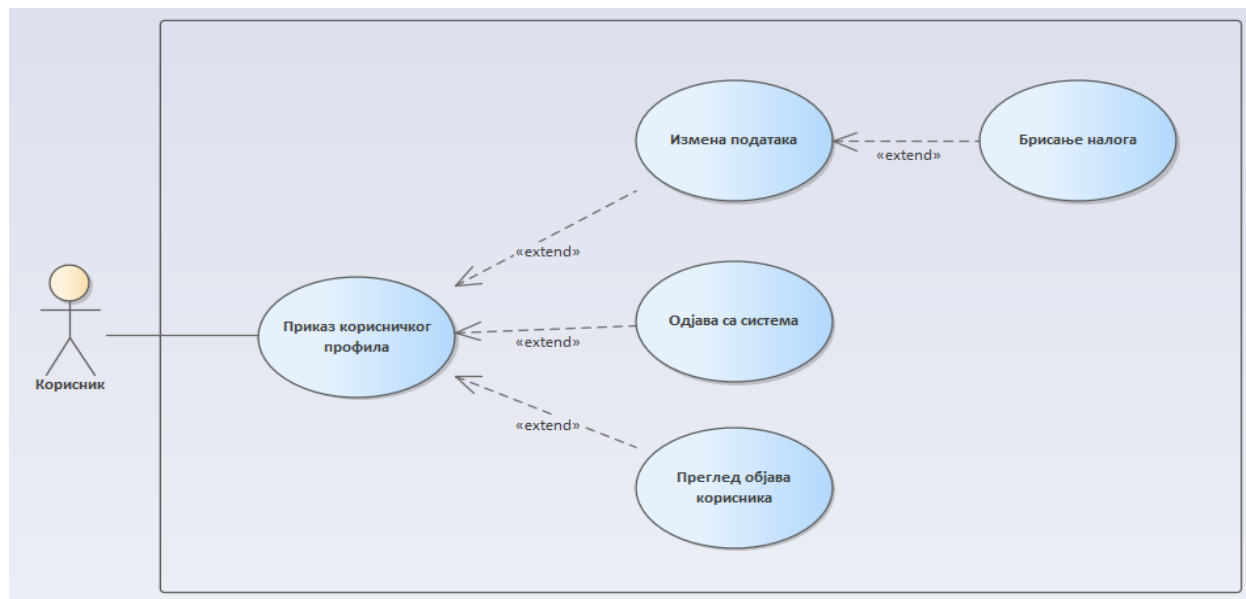 Измена података
«extend»
Брисање налога
«extend»
Приказ корисничког
профила
Одјава са система
«extend»
Корисник
«extend»
Преглед објава
корисника